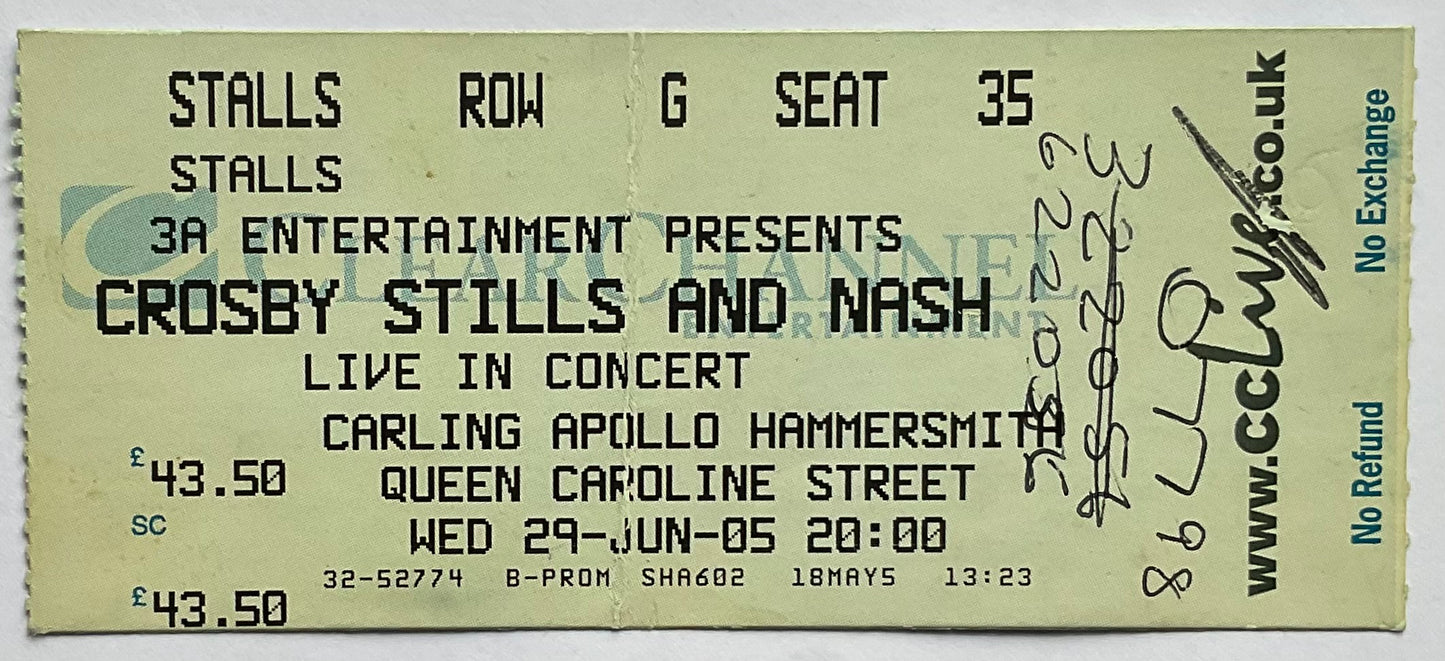 STALLS ROW G SEAT 35
STALLS
3A ENTERTAINMENT PRESENTS
CLEARCHANNEL
ENTERTAINMENT
CROSBY STILLS AND NASH
LIVE IN CONCERT
CARLING APOLLO HAMMERSMITH
£43.50 QUEEN CAROLINE STREET
SC
WED 29-JUN-05 20:00
32-52774 B-PROM SHA602 18MAY5 13:23
£43.50
www.ccLive.co.uk
No Refund No Exchange